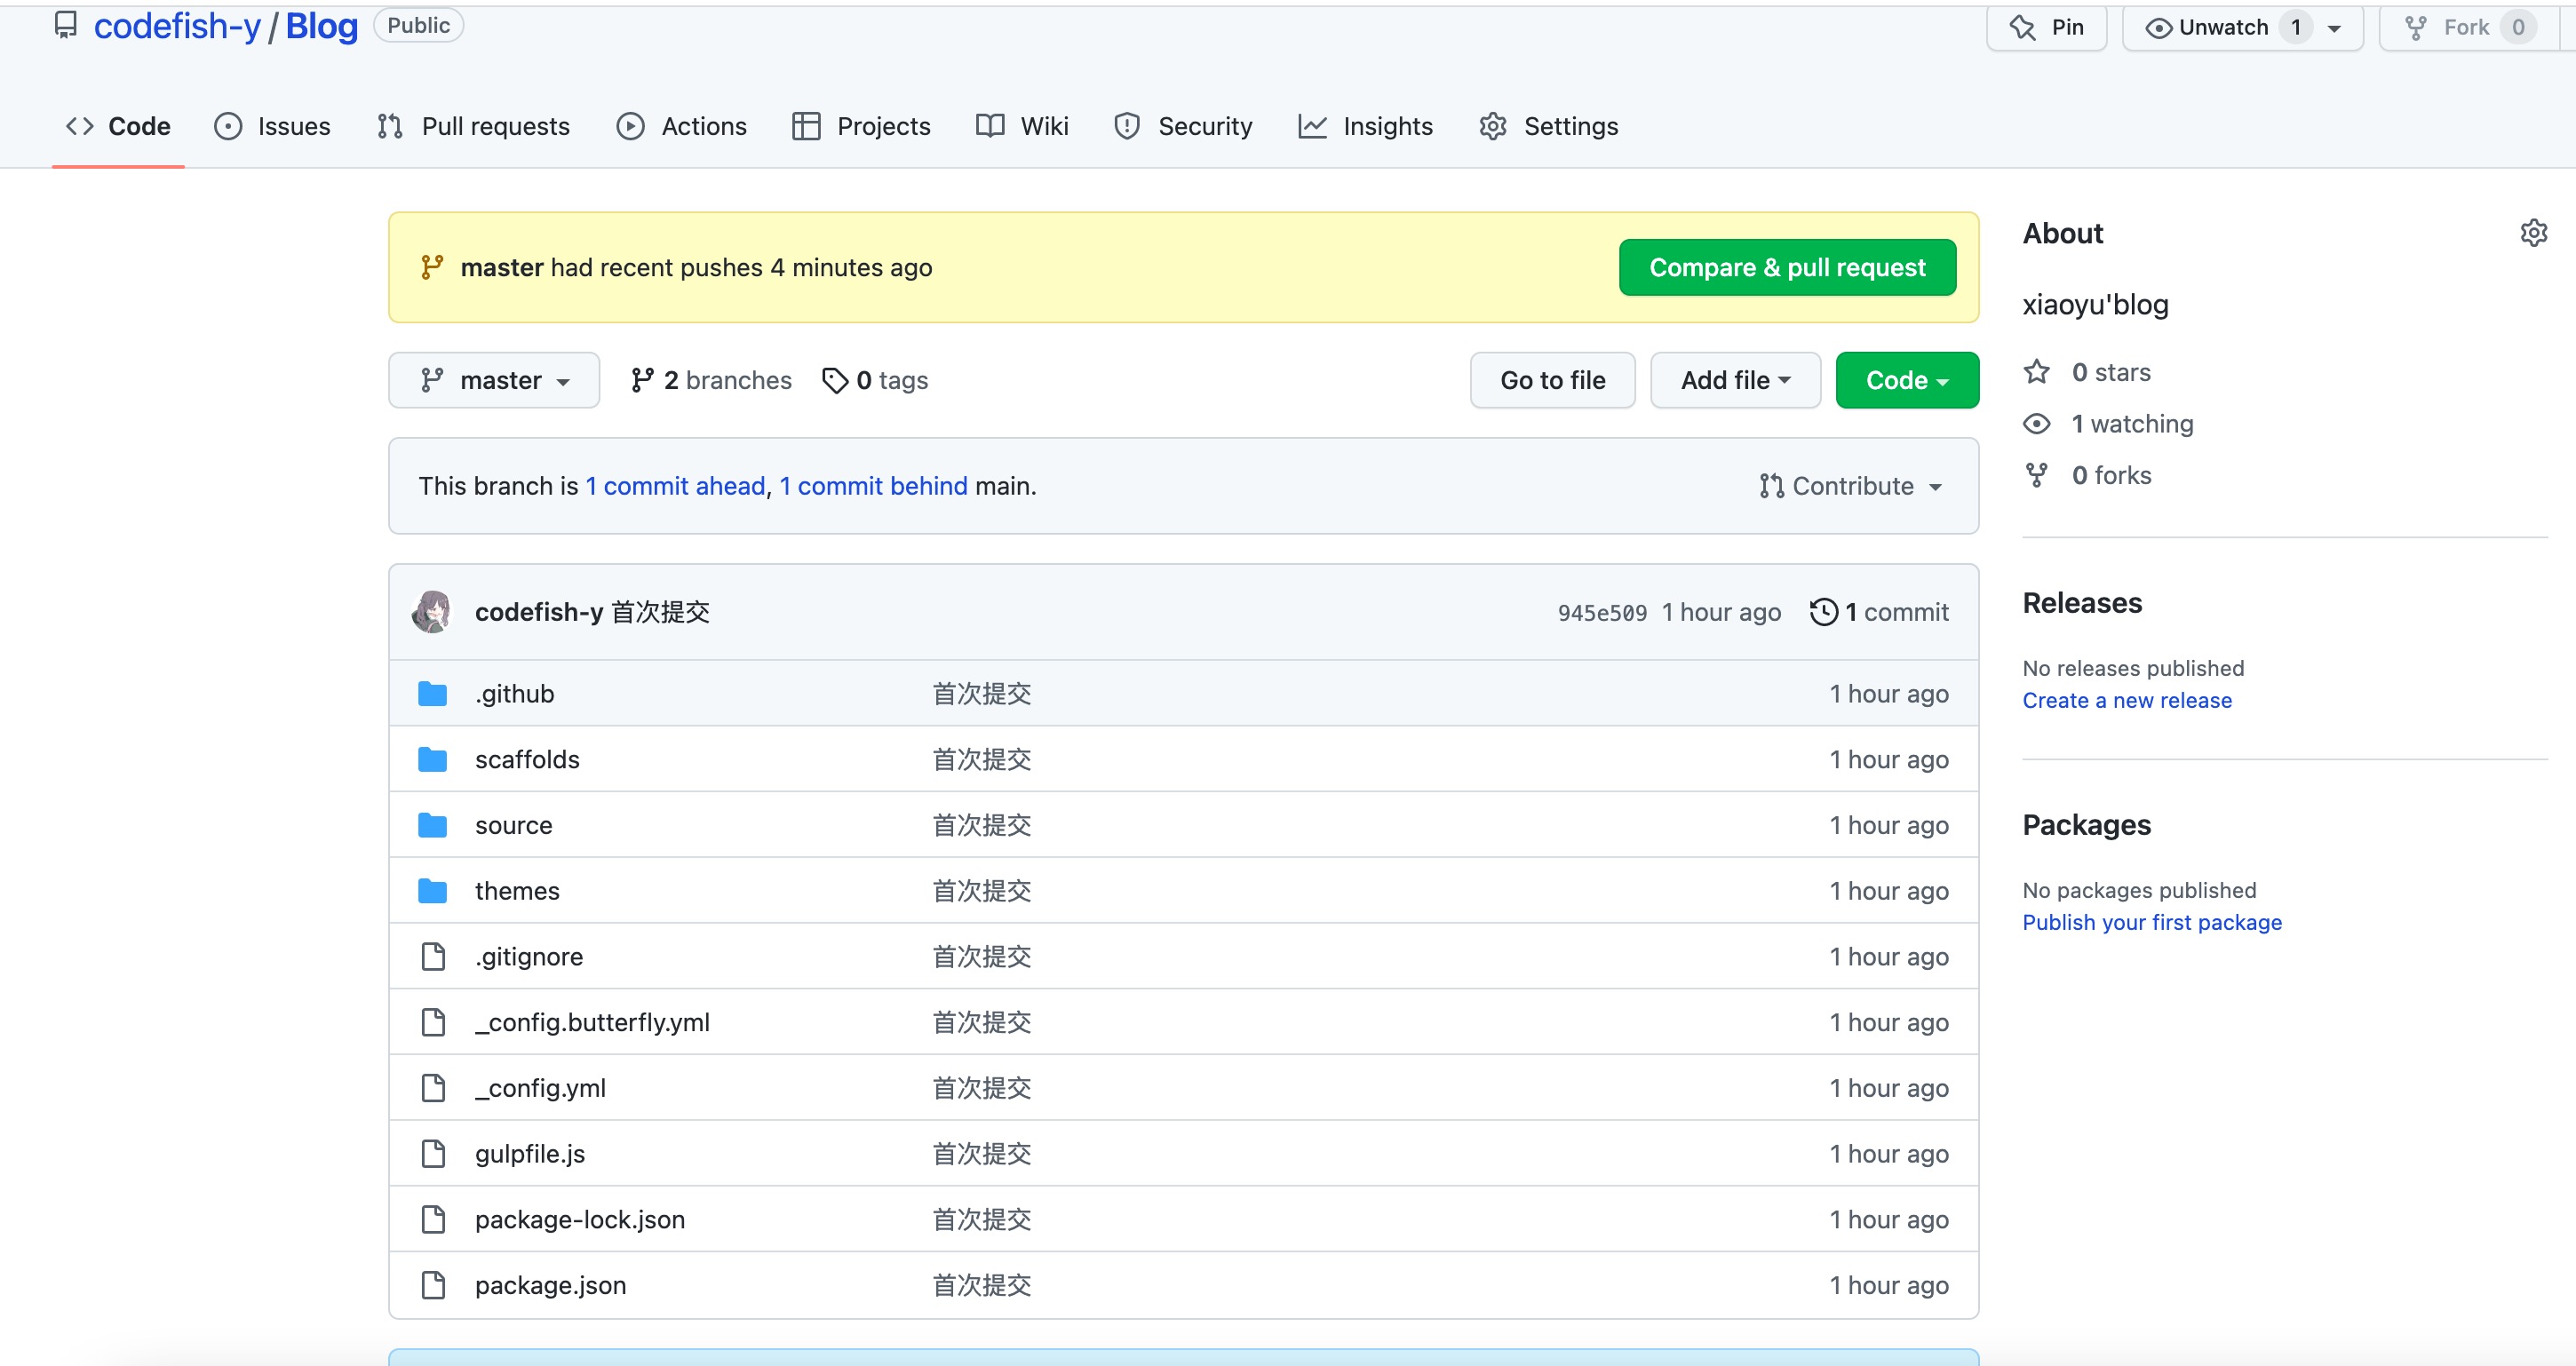 codefish-y / Blog Public
Pin
Unwatch 1
Fork 0
Code
Issues
Pull requests
Actions
Projects
Wiki
Security
Insights
Settings
master had recent pushes 4 minutes ago
Compare & pull request
master
2 branches
0 tags
Go to file
Add file
Code
This branch is 1 commit ahead, 1 commit behind main.
Contribute
codefish-y 首次提交
945e509 1 hour ago
1 commit
.github 首次提交 1 hour ago
scaffolds 首次提交 1 hour ago
source 首次提交 1 hour ago
themes 首次提交 1 hour ago
.gitignore 首次提交 1 hour ago
_config.butterfly.yml 首次提交 1 hour ago
_config.yml 首次提交 1 hour ago
gulpfile.js 首次提交 1 hour ago
package-lock.json 首次提交 1 hour ago
package.json 首次提交 1 hour ago
About
xiaoyu'blog
0 stars
1 watching
0 forks
Releases
No releases published
Create a new release
Packages
No packages published
Publish your first package